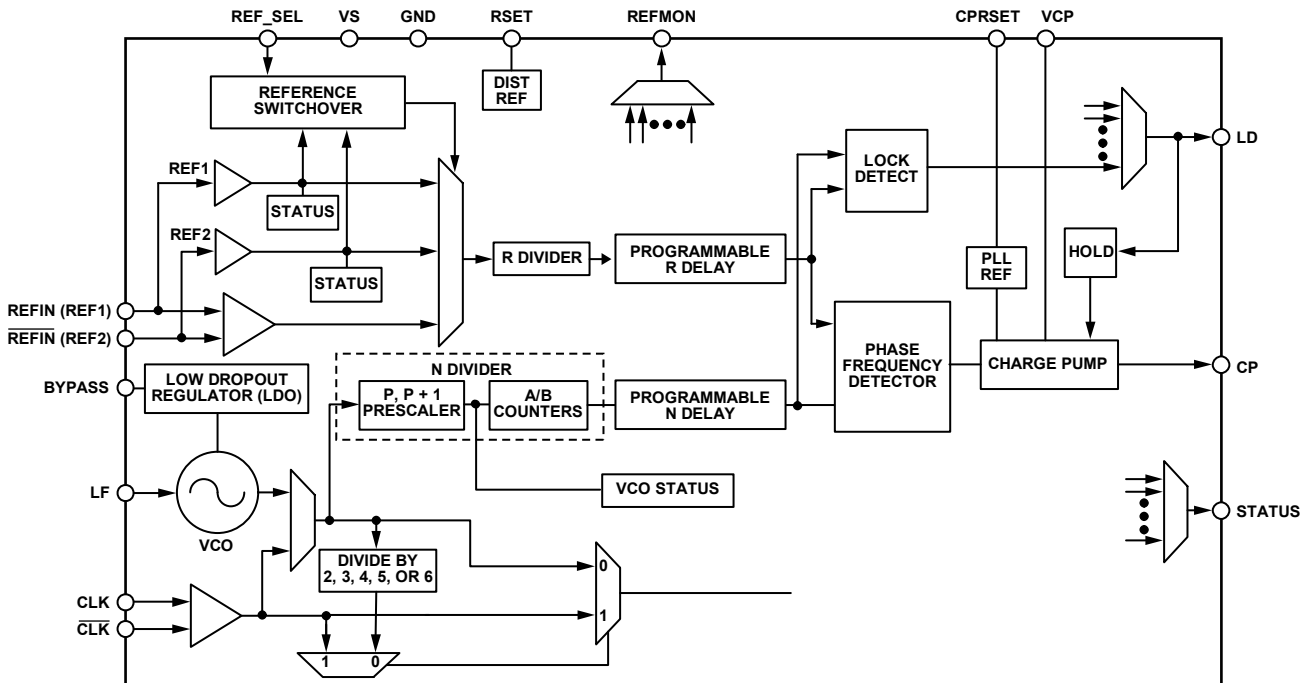 REF_SEL VS GND RSET REFMON CPRSET VCP
REFERENCE
SWITCHOVER
DIST
REF
REF1
STATUS
REF2
STATUS
LOCK
DETECT
LD
R DIVIDER
PROGRAMMABLE
R DELAY
PLL
REF
HOLD
REFIN (REF1)
REFIN (REF2)
BYPASS
LOW DROPOUT
REGULATOR (LDO)
N DIVIDER
P, P + 1
PRESCALER
A/B
COUNTERS
PROGRAMMABLE
N DELAY
PHASE
FREQUENCY
DETECTOR
CHARGE PUMP
CP
LF
VCO
VCO STATUS
STATUS
DIVIDE BY
2, 3, 4, 5, OR 6
0
1
CLK
CLK
1 0